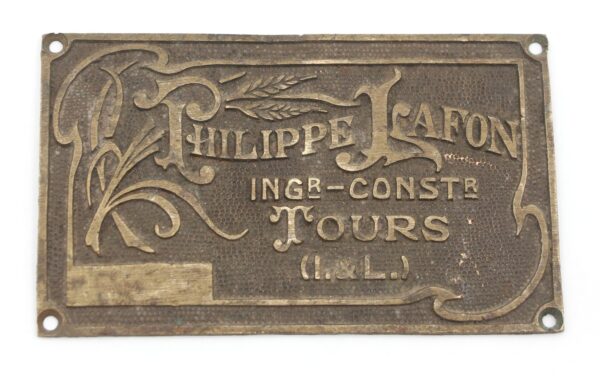 PHILIPPE LAFON
INGR-CONSTR
TOURS
(I.&L.)